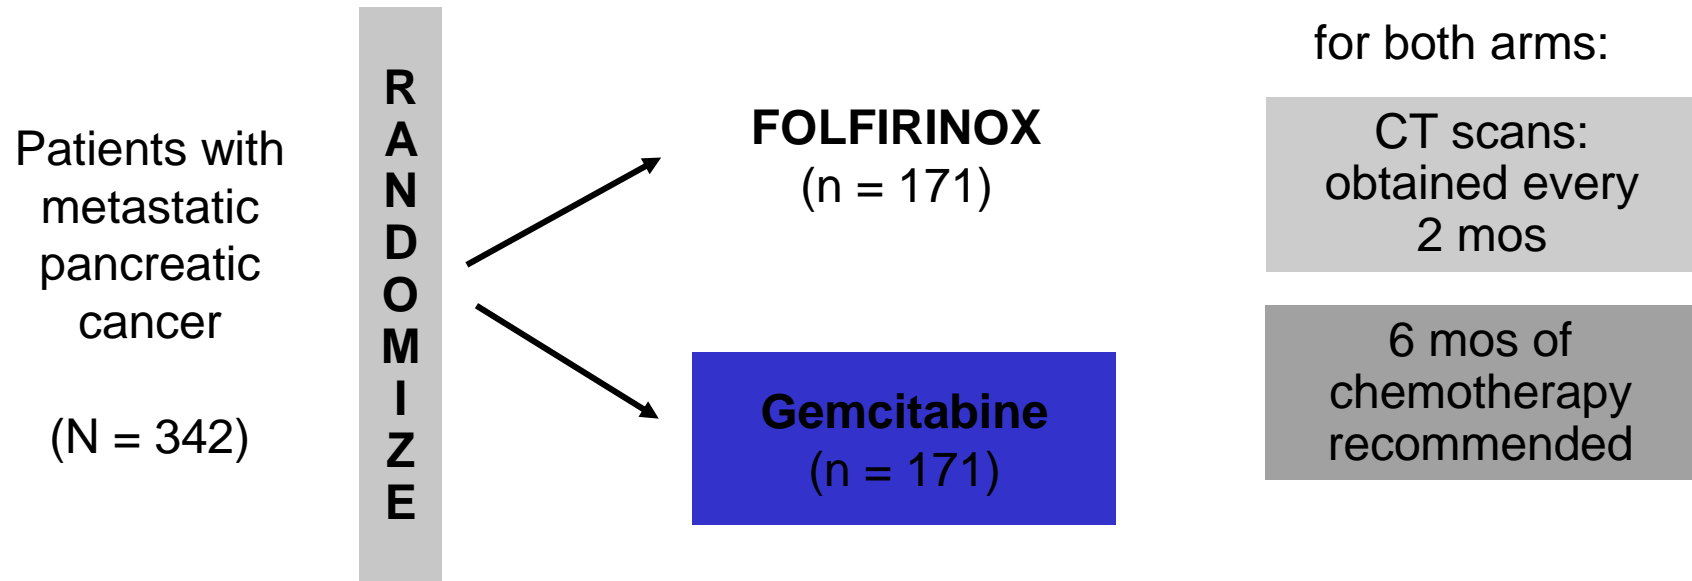 Patients with
metastatic
pancreatic
cancer
(N = 342)
R
A
N
D
O
M
I
Z
E
FOLFIRINOX
(n = 171)
Gemcitabine
(n = 171)
for both arms:
CT scans:
obtained every
2 mos
6 mos of
chemotherapy
recommended